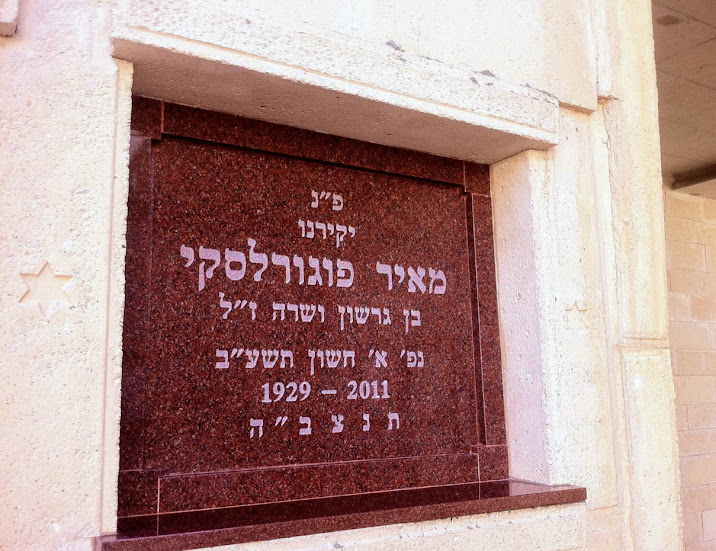 פ״נ
יקירנו
מאיר פוגורלסקי
בן גרשון ושרה ז״ל
נפ׳ א׳ חשון תשע״ב
1929 – 2011
ת נ צ ב ״ ה